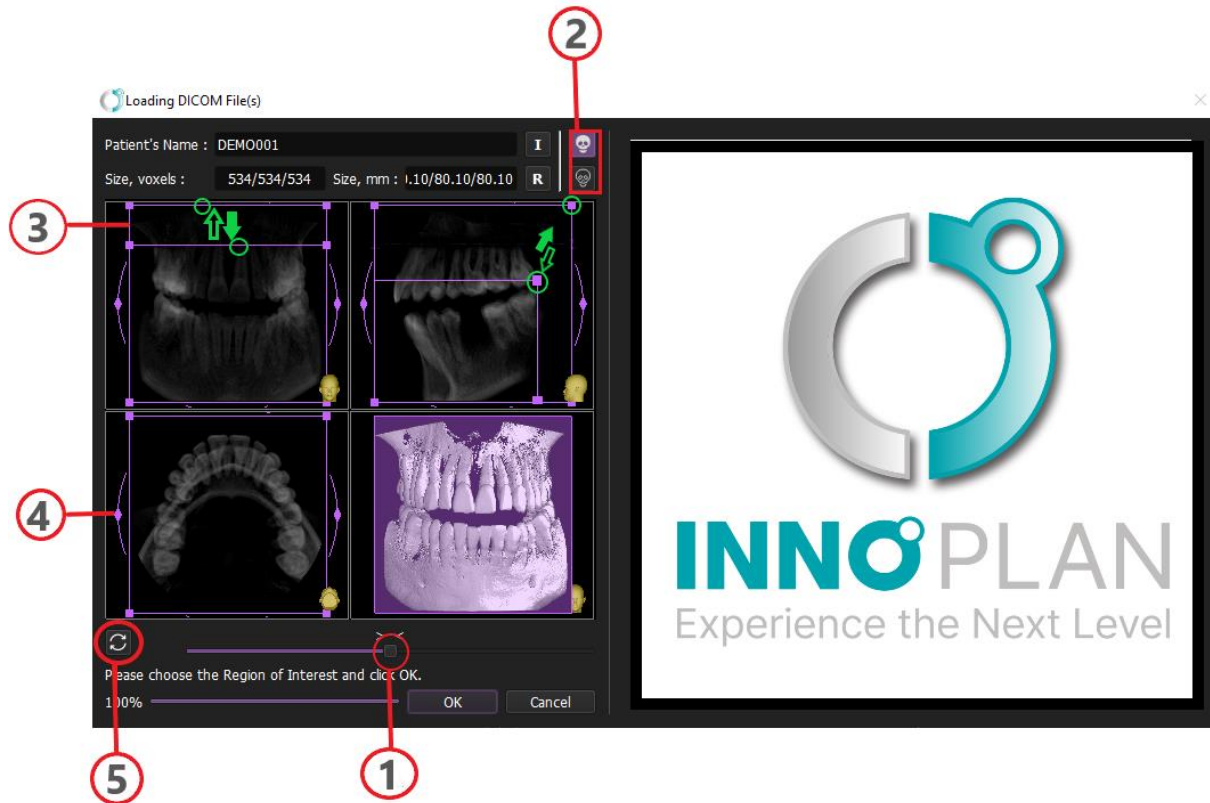 2
Loading DICOM File(s)
Patient's Name : DEMO001 I
Size, voxels : 534/534/534 Size, mm : .10/80.10/80.10 R
3
4
INNOPLAN
Experience the Next Level
Please choose the Region of Interest and click OK.
100% OK Cancel
5
1